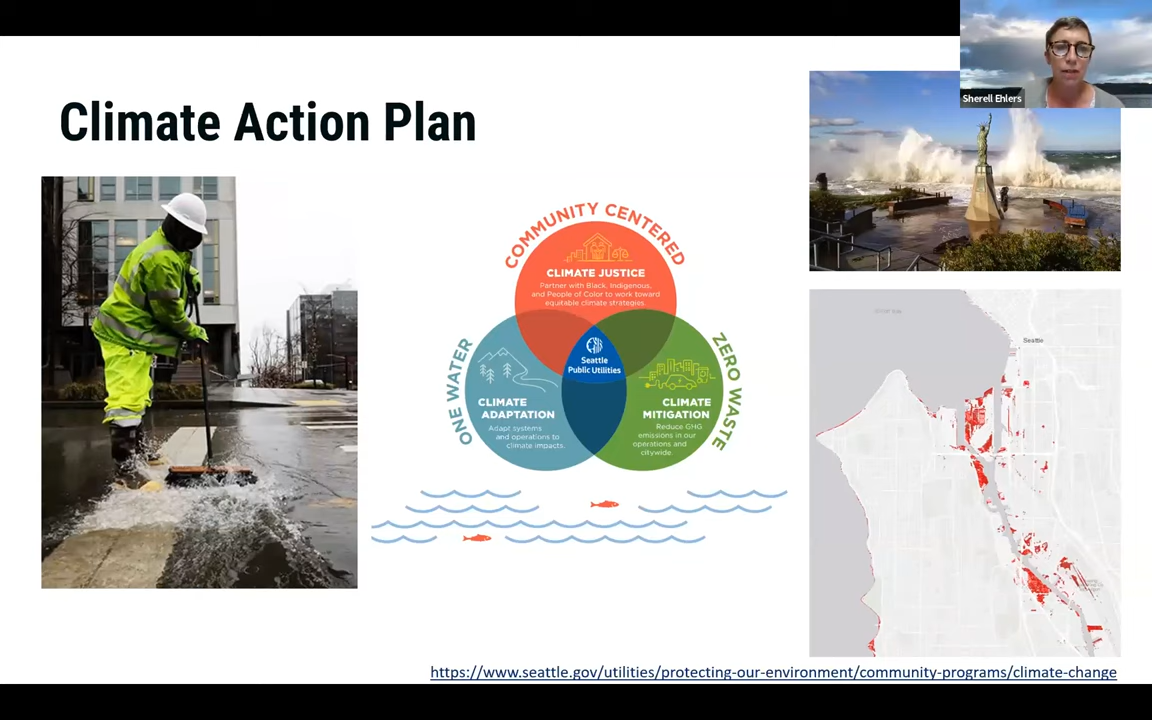 Sherell Ehlers
Climate Action Plan
COMMUNITY CENTERED
CLIMATE JUSTICE
Partner with Black, Indigenous,
and People of Color to work toward
equitable climate strategies.
ONE WATER
ZERO WASTE
Seattle
Public Utilities
CLIMATE
ADAPTATION
Adapt systems
and operations to
climate impacts.
CLIMATE
MITIGATION
Reduce GHG
emissions in our
operations and
citywide
Seattle
https://www.seattle.gov/utilities/protecting-our-environment/community-programs/climate-change